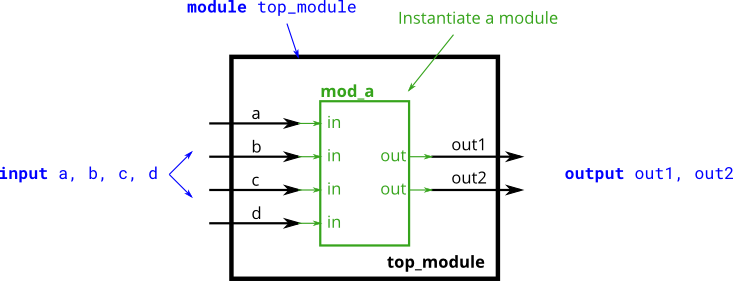 module top_module
Instantiate a module
mod_a
a in
b in out out1
input a, b, c, d
output out1, out2
c in out out2
d in
top_module